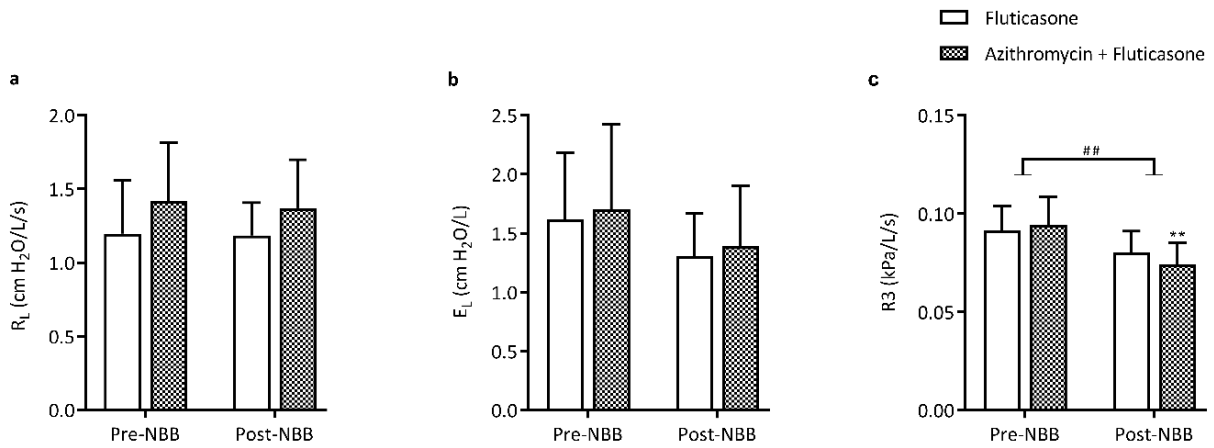 Fluticasone
Azithromycin + Fluticasone
a
2.0
1.5
1.0
0.5
0.0
R_L (cm H₂O/L/s)
Pre-NBB Post-NBB
b
2.5
2.0
1.5
1.0
0.5
0.0
E_L (cm H₂O/L)
Pre-NBB Post-NBB
c
0.15
0.10
0.05
0.00
R3 (kPa/L/s)
##
**
Pre-NBB Post-NBB